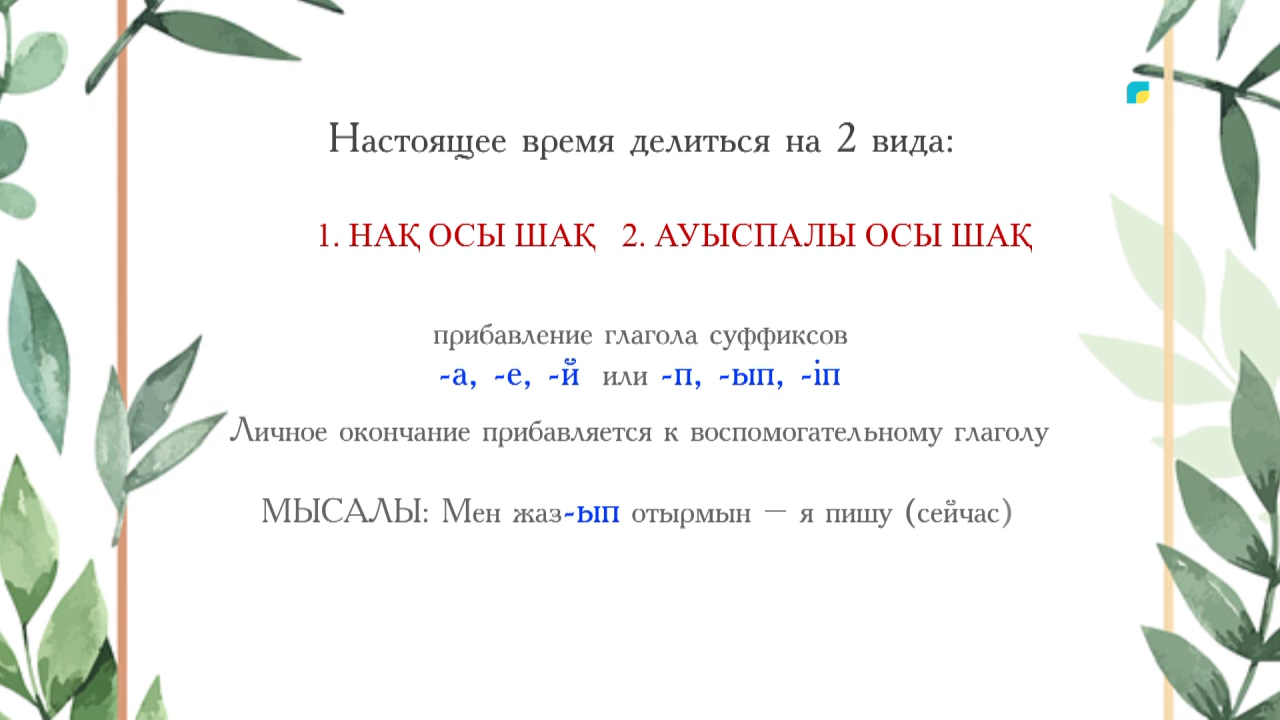 Настоящее время делиться на 2 вида:
1. НАҚ ОСЫ ШАҚ 2. АУЫСПАЛЫ ОСЫ ШАҚ
прибавление глагола суффиксов
-а, -е, -й или -п, -ып, -іп
Личное окончание прибавляется к воспомогательному глаголу
МЫСАЛЫ: Мен жаз-ып отырмын – я пишу (сейчас)